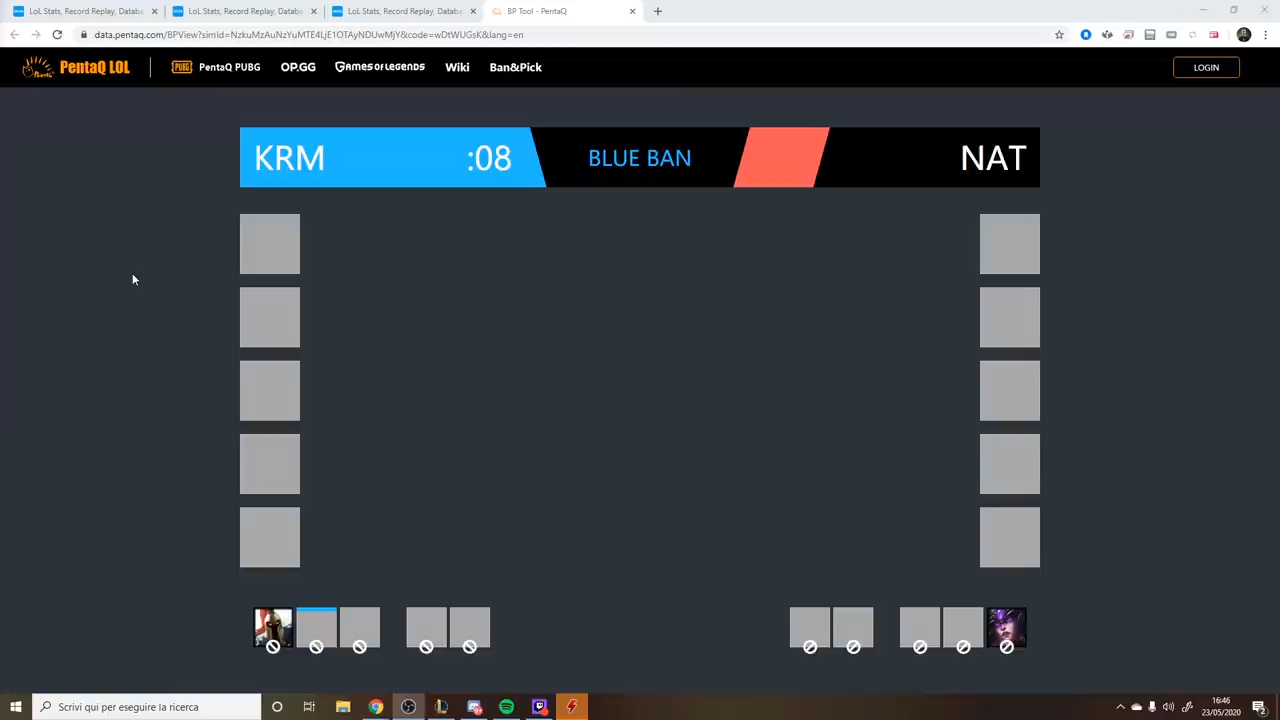 LoL Stats, Record Replay, Databa
LoL Stats, Record Replay, Databa
LoL Stats, Record Replay, Databa
BP Tool - PentaQ
data.pentaq.com/BPView?simId=NzkuMzAuNzYuMTE4LjE1OTAyNDUwMjY&code=wDtWUGsK&lang=en
PentaQ LOL
PUBG PentaQ PUBG
OP.GG
GAMES OF LEGENDS
Wiki
Ban&Pick
LOGIN
KRM :08 BLUE BAN NAT
Scrivi qui per eseguire la ricerca
16:46
23/05/2020
2